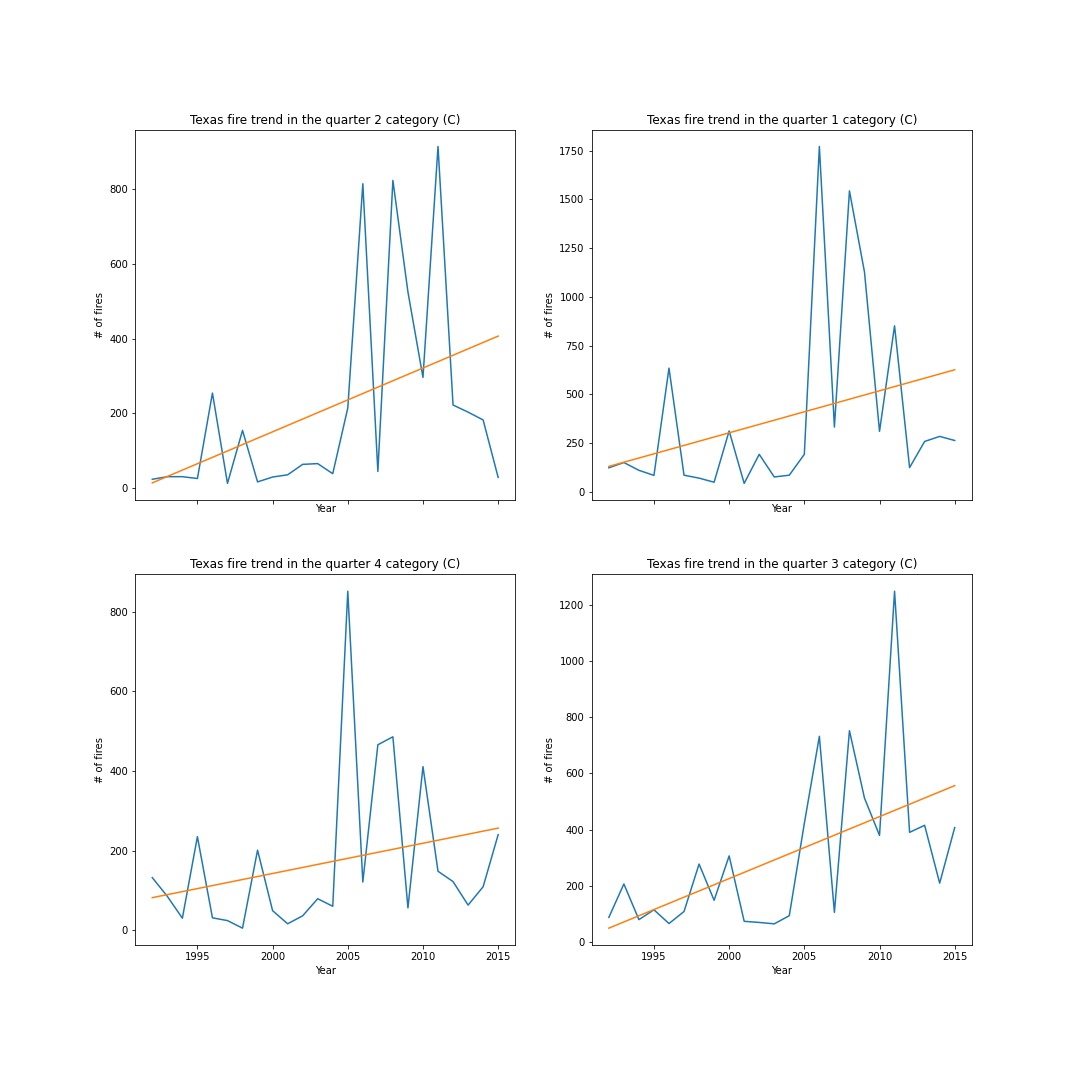 Texas fire trend in the quarter 2 category (C)
800
600
400
200
0
# of fires
Year
Texas fire trend in the quarter 1 category (C)
1750
1500
1250
1000
750
500
250
0
# of fires
Year
Texas fire trend in the quarter 4 category (C)
800
600
400
200
0
# of fires
1995 2000 2005 2010 2015
Year
Texas fire trend in the quarter 3 category (C)
1200
1000
800
600
400
200
0
# of fires
1995 2000 2005 2010 2015
Year